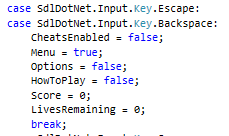 case SdlDotNet.Input.Key.Escape:
case SdlDotNet.Input.Key.Backspace:
CheatsEnabled = false;
Menu = true;
Options = false;
HowToPlay = false;
Score = 0;
LivesRemaining = 0;
break;